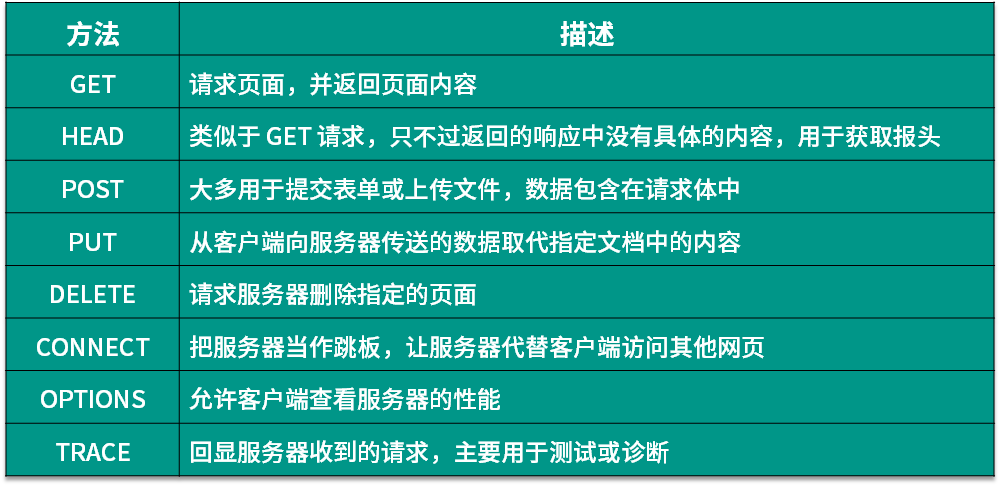 方法 描述
GET 请求页面，并返回页面内容
HEAD 类似于 GET 请求，只不过返回的响应中没有具体的内容，用于获取报头
POST 大多用于提交表单或上传文件，数据包含在请求体中
PUT 从客户端向服务器传送的数据取代指定文档中的内容
DELETE 请求服务器删除指定的页面
CONNECT 把服务器当作跳板，让服务器代替客户端访问其他网页
OPTIONS 允许客户端查看服务器的性能
TRACE 回显服务器收到的请求，主要用于测试或诊断